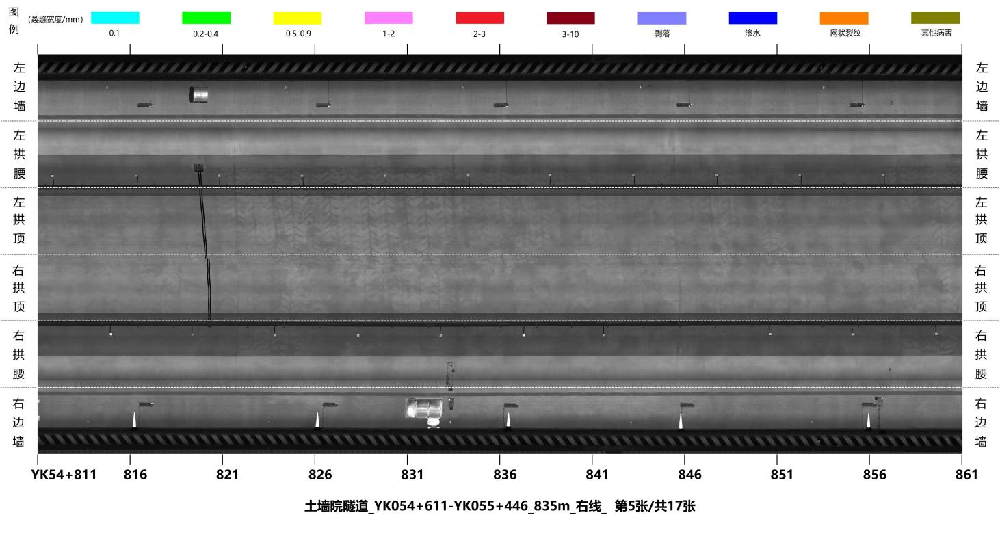 图例
(裂缝宽度/mm)
0.1
0.2-0.4
0.5-0.9
1-2
2-3
3-10
剥落
渗水
网状裂纹
其他病害
左边墙
左边墙
左拱腰
左拱腰
左拱顶
左拱顶
右拱顶
右拱顶
右拱腰
右拱腰
右边墙
右边墙
YK54+811 816 821 826 831 836 841 846 851 856 861
土墙院隧道_YK054+611-YK055+446_835m_右线_ 第5张/共17张